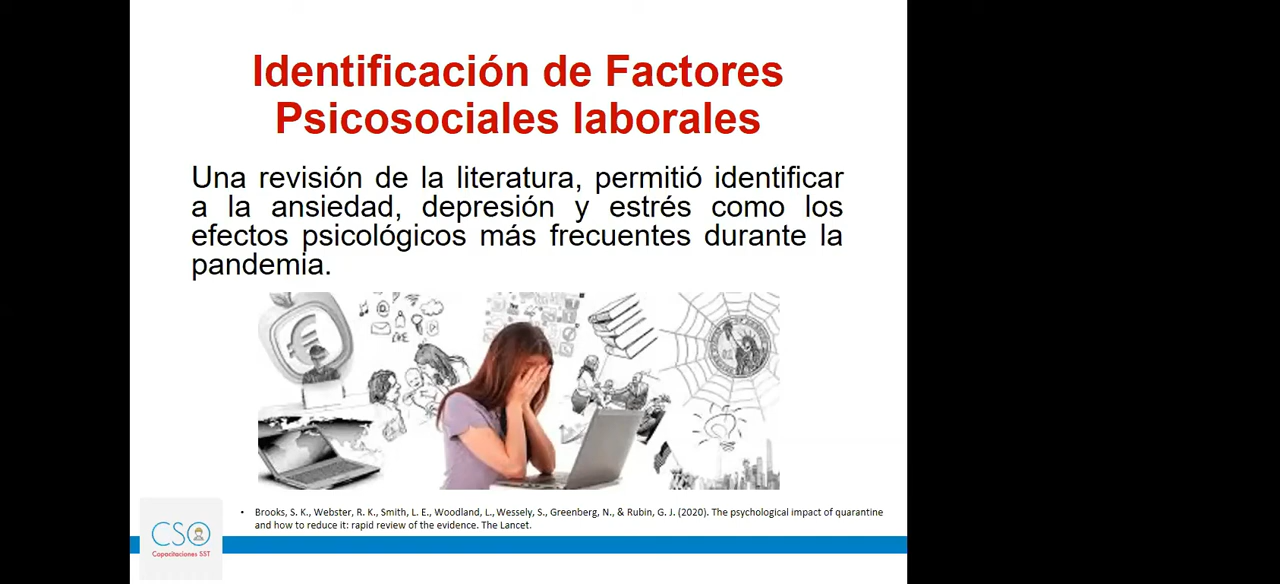 Identificación de Factores
Psicosociales laborales
Una revisión de la literatura, permitió identificar
a la ansiedad, depresión y estrés como los
efectos psicológicos más frecuentes durante la
pandemia.
• Brooks, S. K., Webster, R. K., Smith, L. E., Woodland, L., Wessely, S., Greenberg, N., & Rubin, G. J. (2020). The psychological impact of quarantine
and how to reduce it: rapid review of the evidence. The Lancet.
CSO
Capacitaciones SST